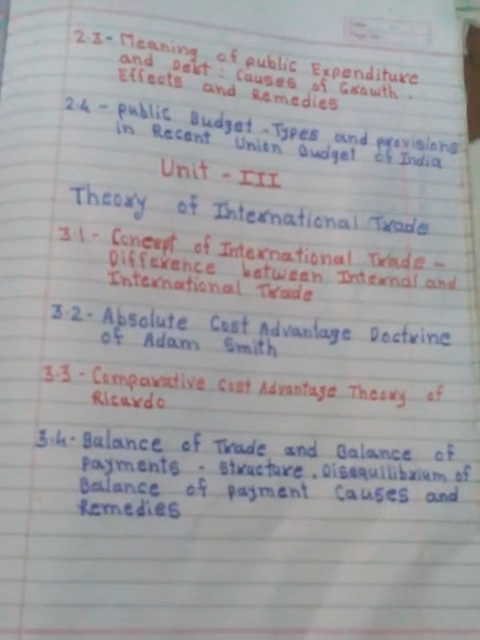 2.3 - Meaning of public Expenditure
and Debt : Causes of Growth .
Effects and Remedies
2.4 - public Budget - Types and provisions
in Recent Union Budget of India
Unit - III
Theory of International Trade
3.1 - Concept of International Trade -
Difference between Internal and
International Trade
3.2 - Absolute Cost Advantage Doctrine
of Adam Smith
3.3 - Comparative Cost Advantage Theory of
Ricardo
3.4 - Balance of Trade and Balance of
payments - structure . Disequilibrium of
Balance of payment Causes and
Remedies